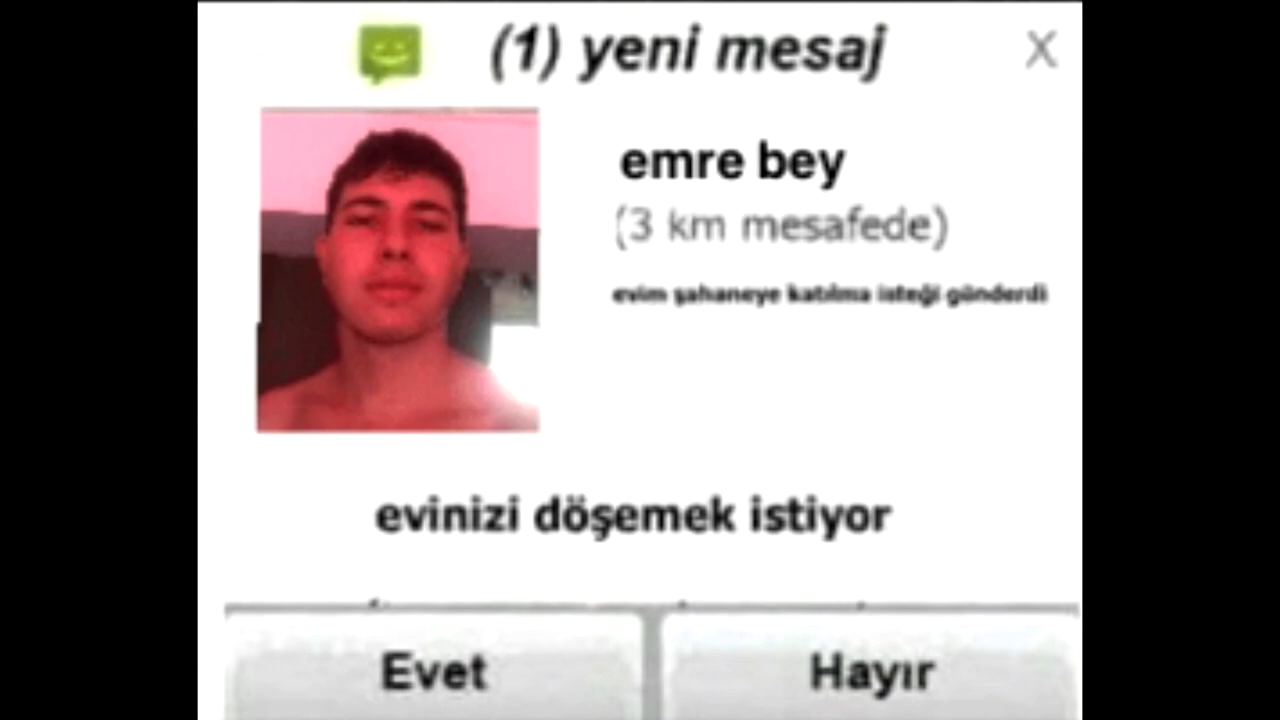 (1) yeni mesaj
X
emre bey
(3 km mesafede)
evim şahaneye katılma isteği gönderdi
evinizi döşemek istiyor
Evet
Hayır